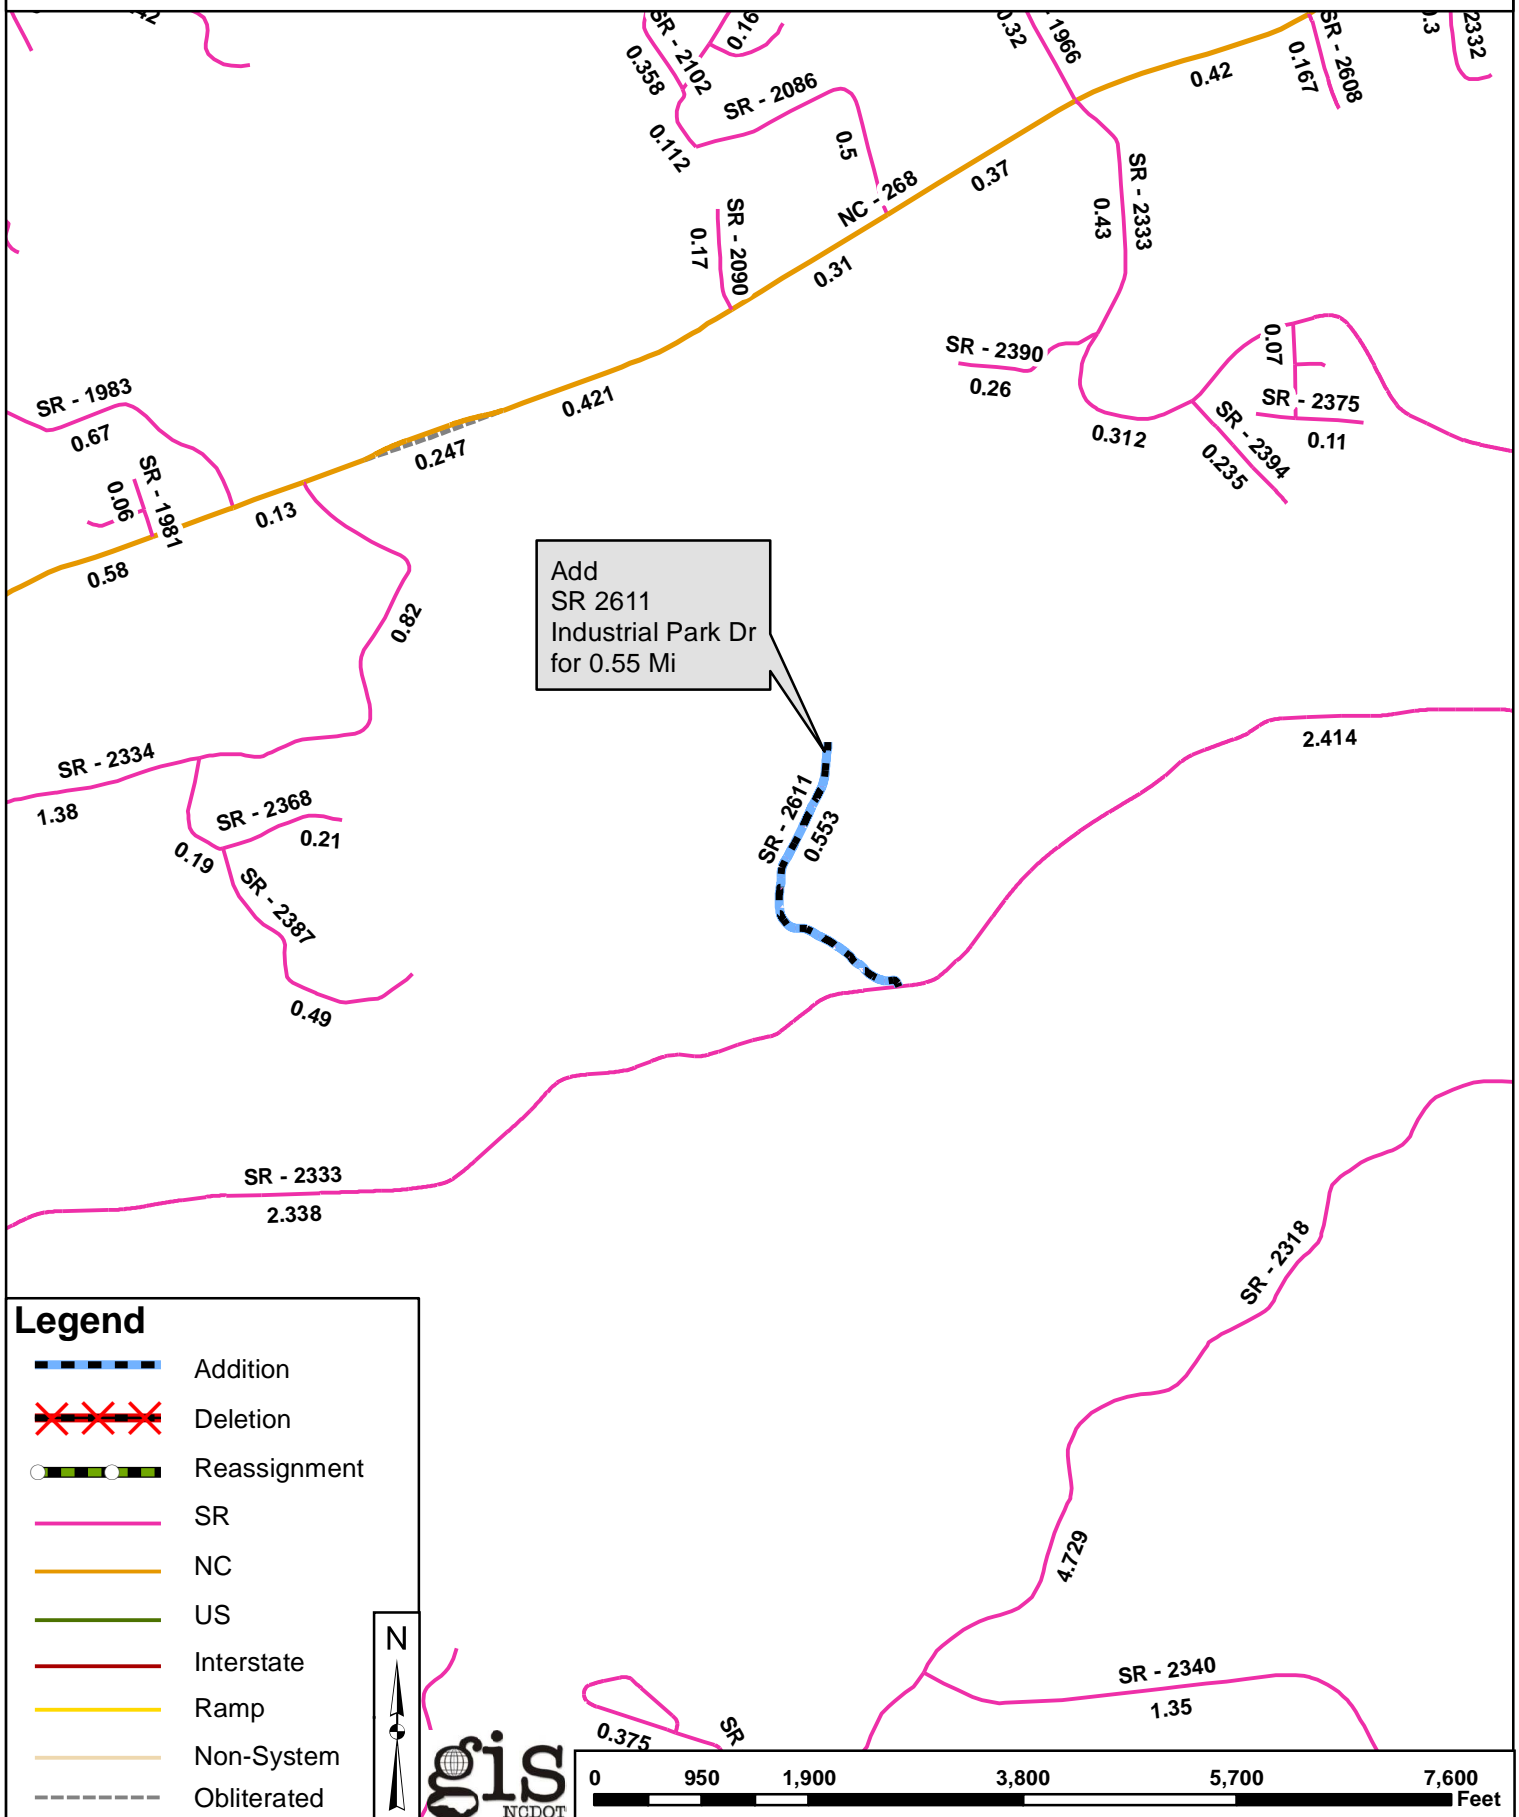 SR - 2102
0.358
0.16
0.32
1966
0.42
SR - 2608
0.167
0.3
2332
SR - 2086
0.112
0.5
NC - 268
0.37
SR - 2333
0.43
SR - 2090
0.17
0.31
SR - 2390
0.26
0.07
SR - 2375
0.11
SR - 2394
0.235
0.312
SR - 1983
0.67
0.421
0.247
SR - 1981
0.06
0.13
0.58
0.82
Add
SR 2611
Industrial Park Dr
for 0.55 Mi
SR - 2334
1.38
2.414
SR - 2611
0.553
SR - 2368
0.21
0.19
SR - 2387
0.49
SR - 2333
2.338
SR - 2318
4.729
SR - 2340
1.35
SR
0.375
Legend
Addition
Deletion
Reassignment
SR
NC
US
Interstate
Ramp
Non-System
Obliterated
N
gis
NCDOT
0 950 1,900 3,800 5,700 7,600
Feet